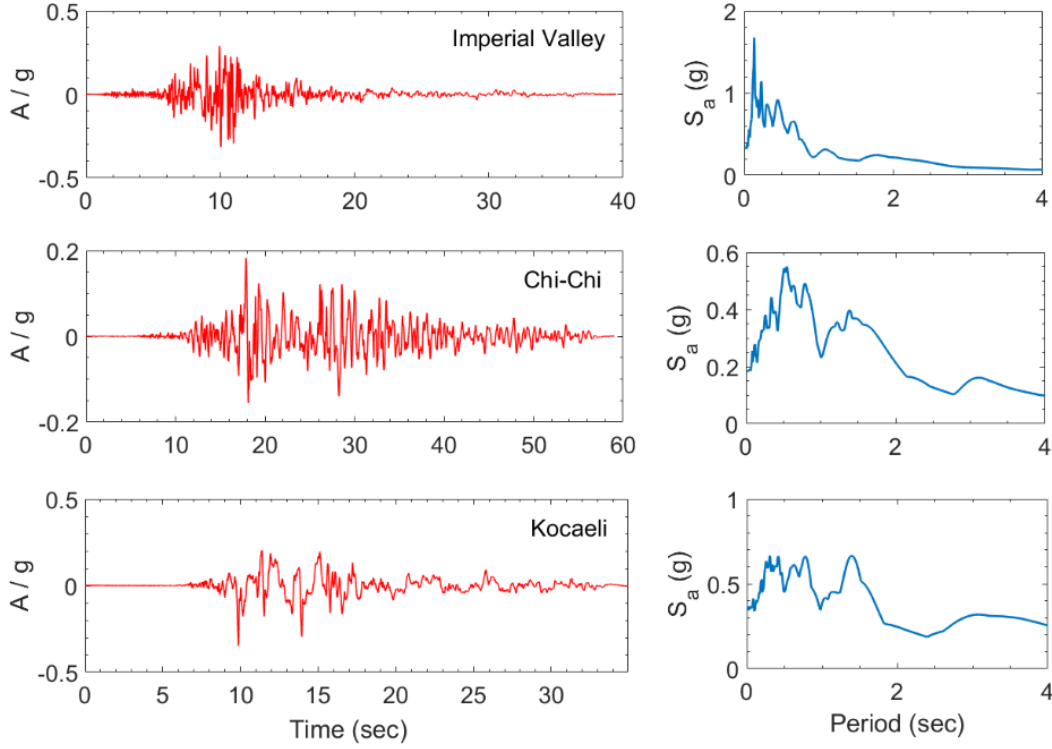 0.5
0
-0.5
A / g
Imperial Valley
0 10 20 30 40
2
1
0
S_a (g)
0 2 4
0.2
0
-0.2
A / g
Chi-Chi
0 10 20 30 40 50 60
0.6
0.4
0.2
0
S_a (g)
0 2 4
0.5
0
-0.5
A / g
Kocaeli
0 5 10 15 20 25 30
Time (sec)
1
0.5
0
S_a (g)
0 2 4
Period (sec)